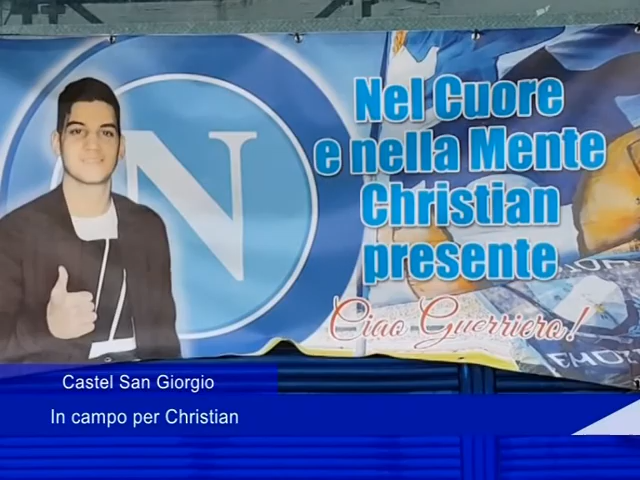 N
Nel Cuore
e nella Mente
Christian
presente
Ciao Guerriero!
Castel San Giorgio
In campo per Christian